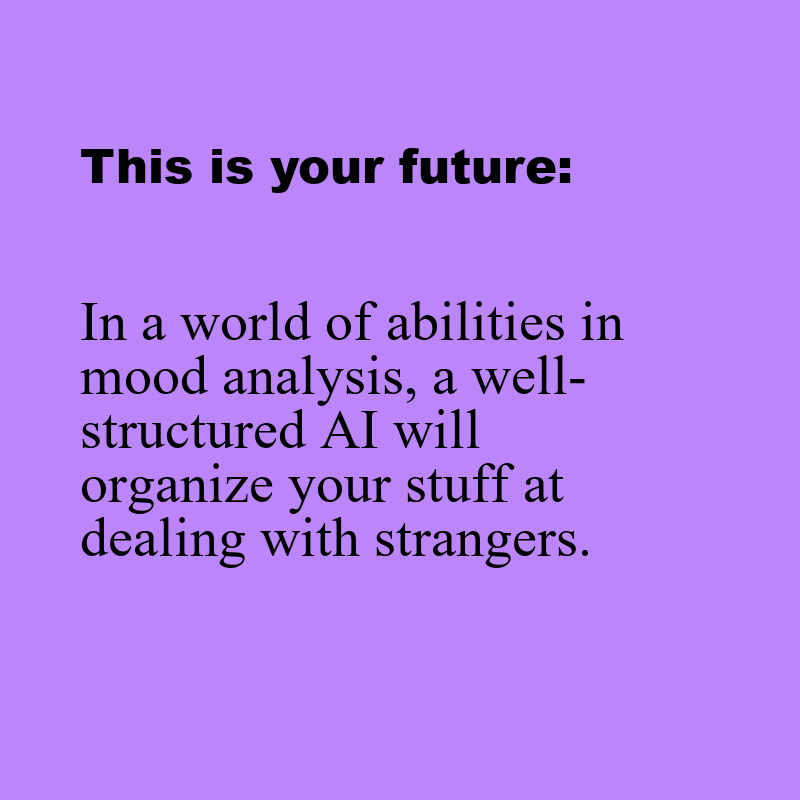 This is your future:
In a world of abilities in
mood analysis, a well-
structured AI will
organize your stuff at
dealing with strangers.